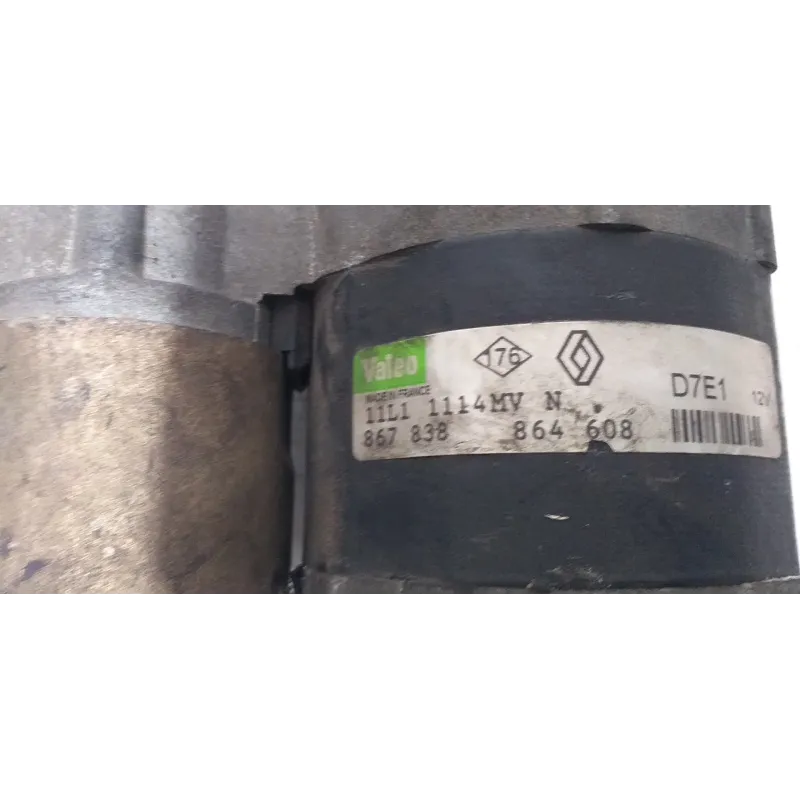 Valeo
176
D7E1
12V
MADE IN FRANCE
11L1 1114MV N
867 838 864 608